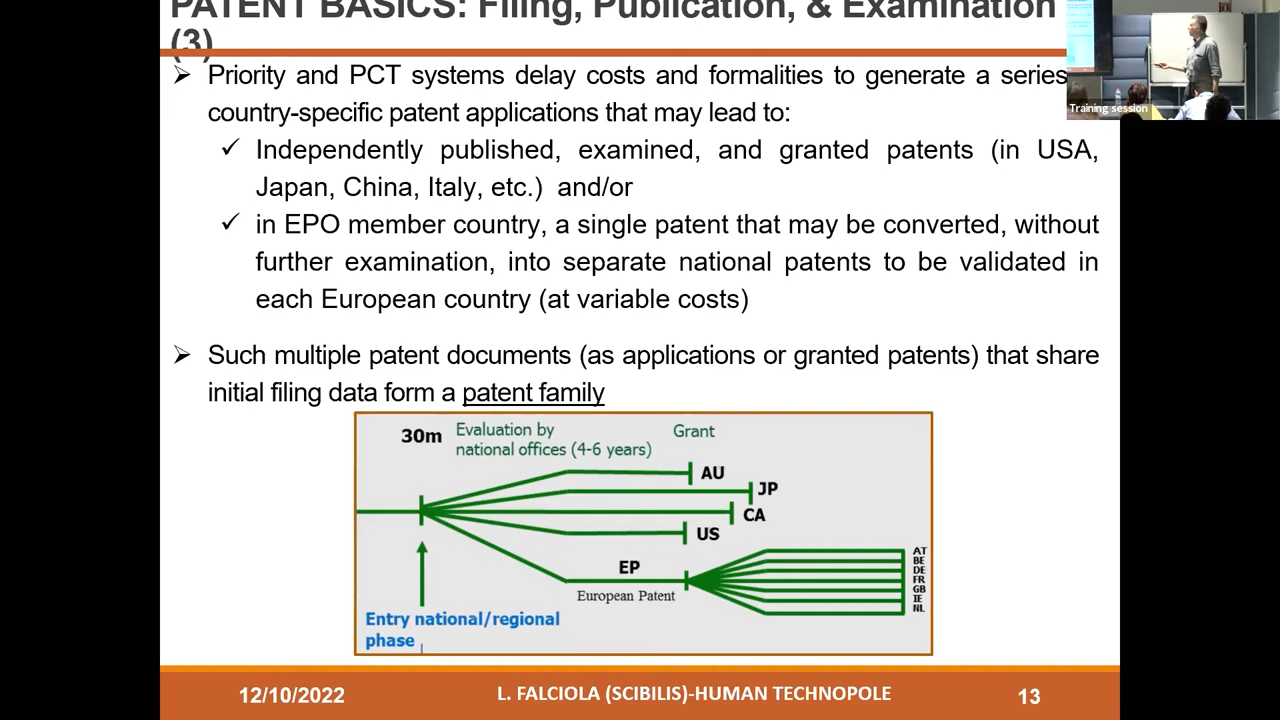 PATENT BASICS: Filing, Publication, & Examination
(3)
Training session
➢ Priority and PCT systems delay costs and formalities to generate a series
country-specific patent applications that may lead to:
✓ Independently published, examined, and granted patents (in USA,
Japan, China, Italy, etc.) and/or
✓ in EPO member country, a single patent that may be converted, without
further examination, into separate national patents to be validated in
each European country (at variable costs)
➢ Such multiple patent documents (as applications or granted patents) that share
initial filing data form a patent family
30m
Evaluation by
national offices (4-6 years)
Grant
AU
JP
CA
US
EP
European Patent
AT
BE
DE
FR
GB
IE
NL
Entry national/regional
phase
12/10/2022
L. FALCIOLA (SCIBILIS)-HUMAN TECHNOPOLE
13